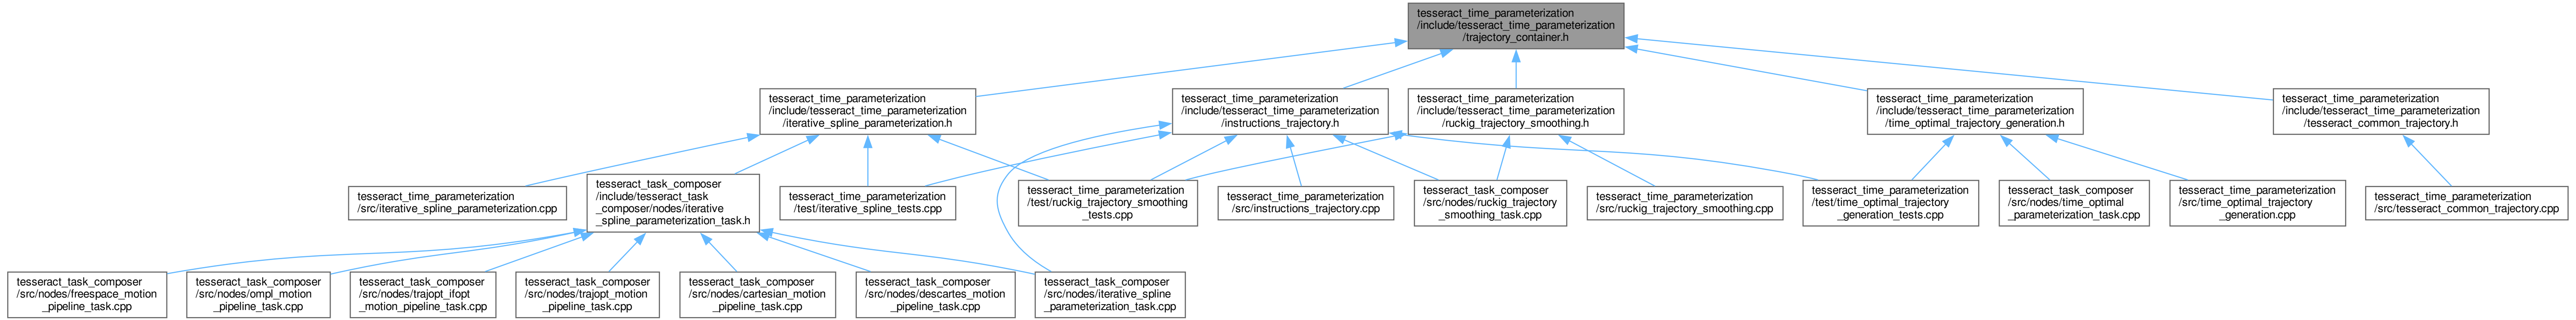 tesseract_time_parameterization
/include/tesseract_time_parameterization
/trajectory_container.h
tesseract_time_parameterization
/include/tesseract_time_parameterization
/iterative_spline_parameterization.h
tesseract_time_parameterization
/include/tesseract_time_parameterization
/instructions_trajectory.h
tesseract_time_parameterization
/include/tesseract_time_parameterization
/ruckig_trajectory_smoothing.h
tesseract_time_parameterization
/include/tesseract_time_parameterization
/time_optimal_trajectory_generation.h
tesseract_time_parameterization
/include/tesseract_time_parameterization
/tesseract_common_trajectory.h
tesseract_time_parameterization
/src/iterative_spline_parameterization.cpp
tesseract_task_composer
/include/tesseract_task
_composer/nodes/iterative
_spline_parameterization_task.h
tesseract_time_parameterization
/test/iterative_spline_tests.cpp
tesseract_time_parameterization
/test/ruckig_trajectory_smoothing
_tests.cpp
tesseract_time_parameterization
/src/instructions_trajectory.cpp
tesseract_task_composer
/src/nodes/ruckig_trajectory
_smoothing_task.cpp
tesseract_time_parameterization
/src/ruckig_trajectory_smoothing.cpp
tesseract_time_parameterization
/test/time_optimal_trajectory
_generation_tests.cpp
tesseract_task_composer
/src/nodes/time_optimal
_parameterization_task.cpp
tesseract_time_parameterization
/src/time_optimal_trajectory
_generation.cpp
tesseract_time_parameterization
/src/tesseract_common_trajectory.cpp
tesseract_task_composer
/src/nodes/freespace_motion
_pipeline_task.cpp
tesseract_task_composer
/src/nodes/ompl_motion
_pipeline_task.cpp
tesseract_task_composer
/src/nodes/trajopt_ifopt
_motion_pipeline_task.cpp
tesseract_task_composer
/src/nodes/trajopt_motion
_pipeline_task.cpp
tesseract_task_composer
/src/nodes/cartesian_motion
_pipeline_task.cpp
tesseract_task_composer
/src/nodes/descartes_motion
_pipeline_task.cpp
tesseract_task_composer
/src/nodes/iterative_spline
_parameterization_task.cpp